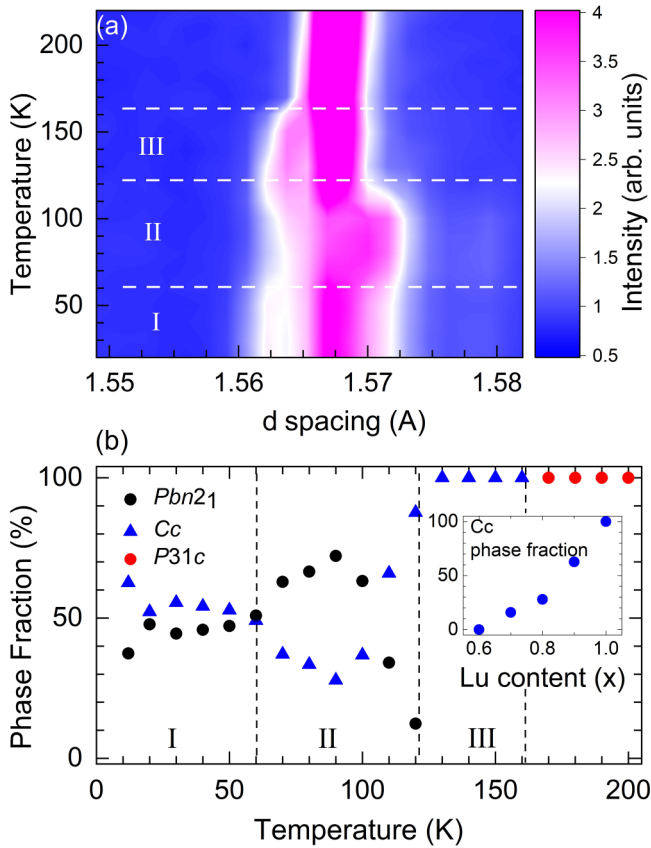 (a)
200
150
100
50
Temperature (K)
III
II
I
1.55
1.56
1.57
1.58
d spacing (A)
4
3.5
3
2.5
2
1.5
1
0.5
Intensity (arb. units)
(b)
100
50
0
Phase Fraction (%)
Pbn21
Cc
P31c
I
II
III
Cc
phase fraction
100
50
0
0.6
0.8
1.0
Lu content (x)
0
50
100
150
200
Temperature (K)